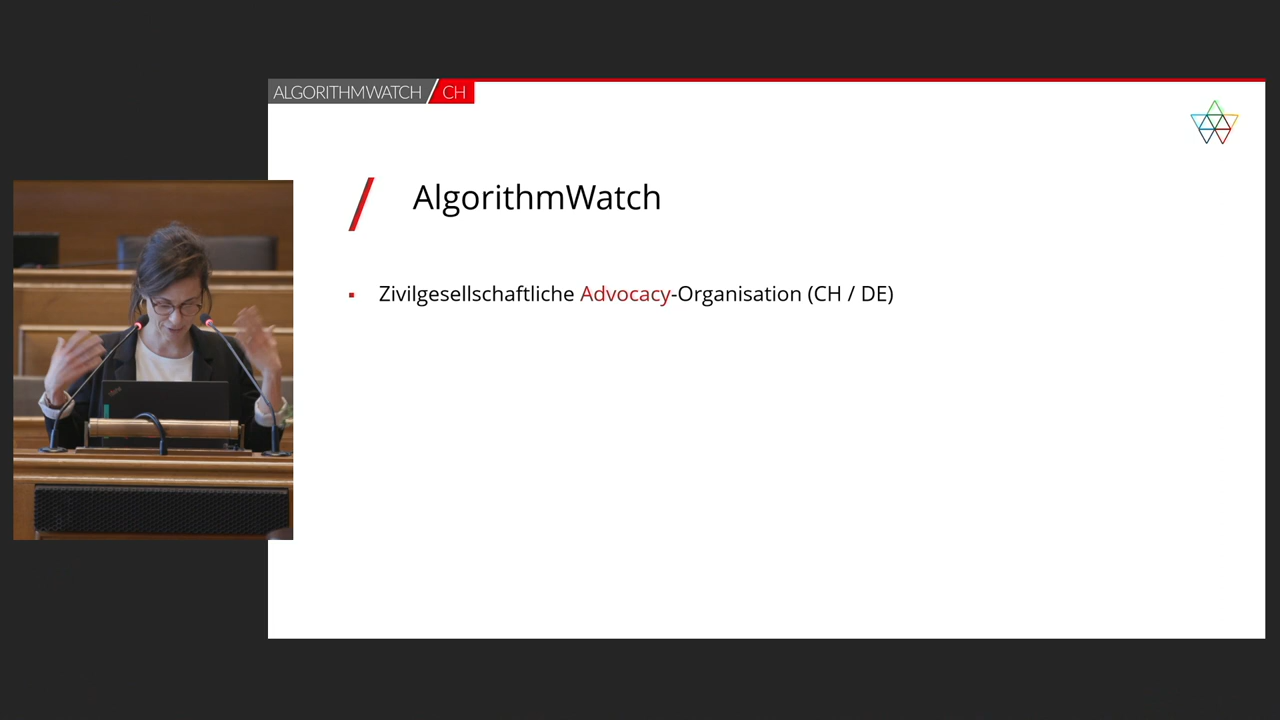 ALGORITHMWATCH / CH
/ AlgorithmWatch
▪ Zivilgesellschaftliche Advocacy-Organisation (CH / DE)